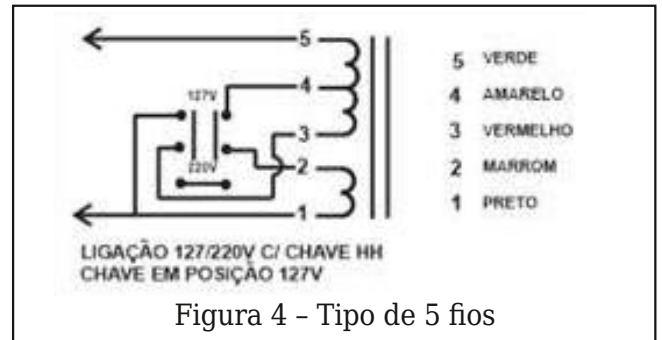 5
4
3
2
1
127V
220V
5 VERDE
4 AMARELO
3 VERMELHO
2 MARROM
1 PRETO
LIGAÇÃO 127/220V C/ CHAVE HH
CHAVE EM POSIÇÃO 127V
Figura 4 – Tipo de 5 fios